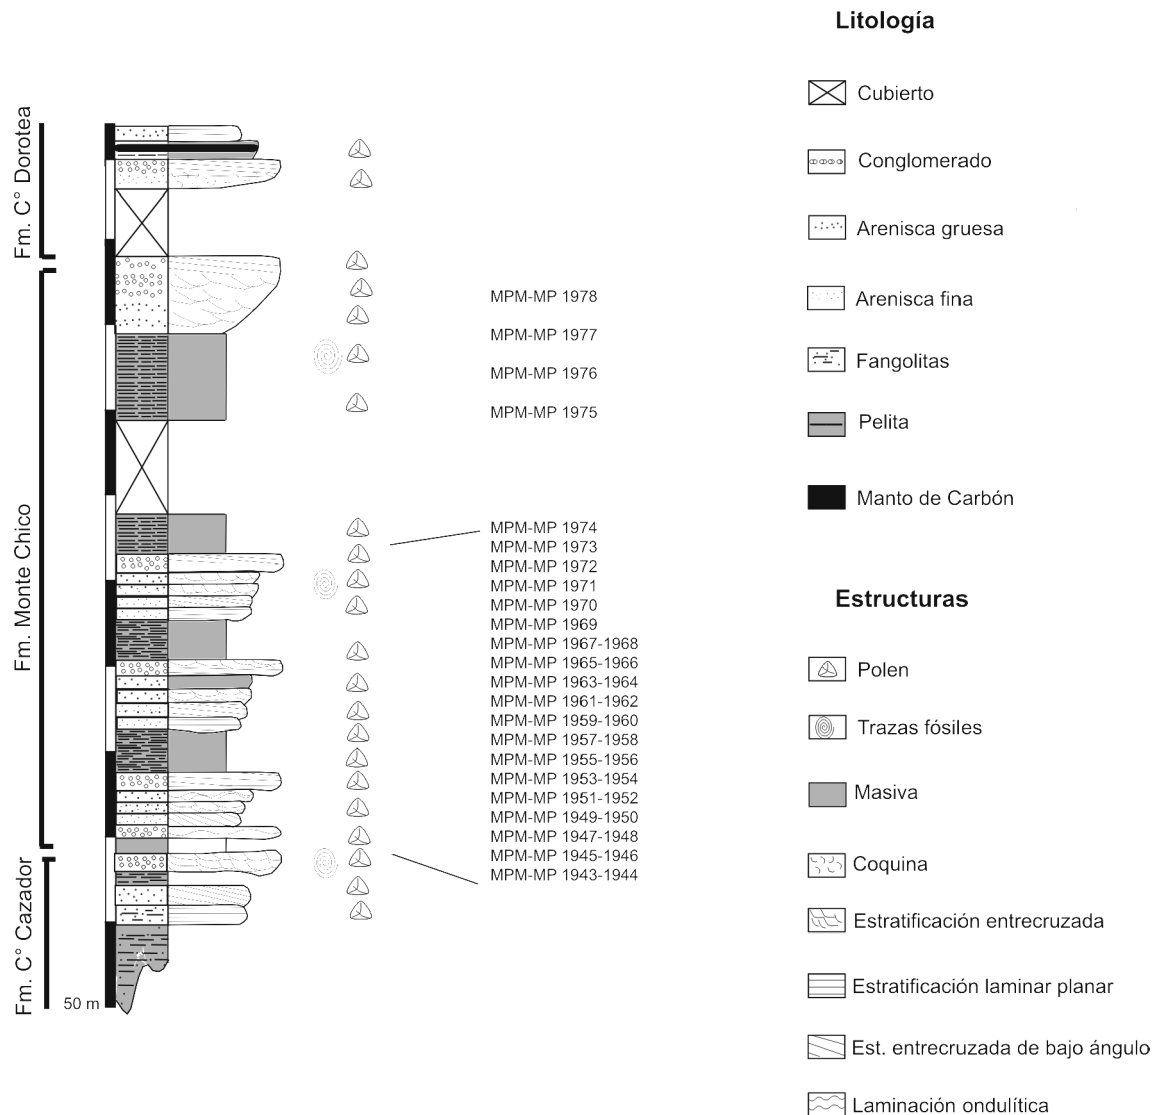 Fm. C° Dorotea
Fm. Monte Chico
Fm. C° Cazador
50 m
MPM-MP 1978
MPM-MP 1977
MPM-MP 1976
MPM-MP 1975
MPM-MP 1974
MPM-MP 1973
MPM-MP 1972
MPM-MP 1971
MPM-MP 1970
MPM-MP 1969
MPM-MP 1967-1968
MPM-MP 1965-1966
MPM-MP 1963-1964
MPM-MP 1961-1962
MPM-MP 1959-1960
MPM-MP 1957-1958
MPM-MP 1955-1956
MPM-MP 1953-1954
MPM-MP 1951-1952
MPM-MP 1949-1950
MPM-MP 1947-1948
MPM-MP 1945-1946
MPM-MP 1943-1944
Litología
Cubierto
Conglomerado
Arenisca gruesa
Arenisca fina
Fangolitas
Pelita
Manto de Carbón
Estructuras
Polen
Trazas fósiles
Masiva
Coquina
Estratificación entrecruzada
Estratificación laminar planar
Est. entrecruzada de bajo ángulo
Laminación ondulítica